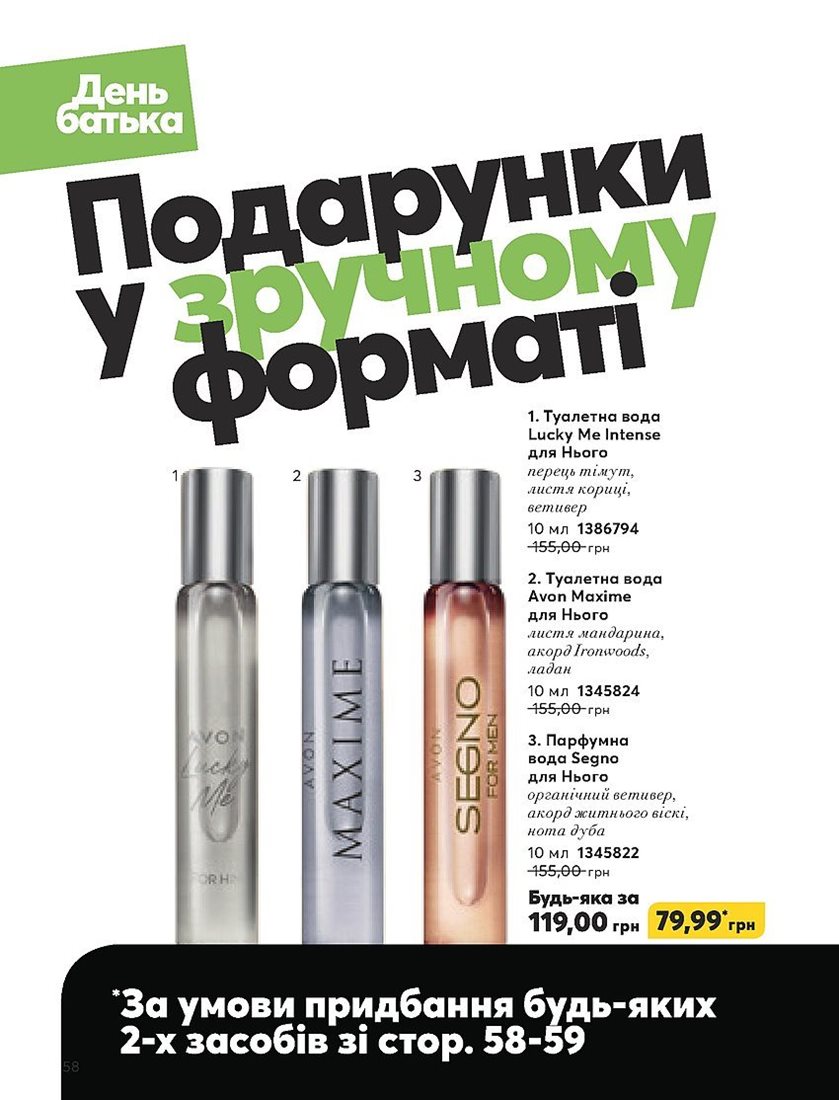 День
батька
Подарунки
у зручному
форматі
1. Туалетна вода
Lucky Me Intense
для Нього
перець тімут,
листя кориці,
ветивер
10 мл 1386794
155,00 грн
2. Туалетна вода
Avon Maxime
для Нього
листя мандарина,
акорд Ironwoods,
ладан
10 мл 1345824
155,00 грн
3. Парфумна
вода Segno
для Нього
органічний ветивер,
акорд житнього віскі,
нота дуба
10 мл 1345822
155,00 грн
Будь-яка за
119,00 грн 79,99* грн
1
2
3
AVON
Lucky
Me
FOR HIM
AVON
MAXIME
AVON
SEGNO
FOR MEN
*За умови придбання будь-яких
2-х засобів зі стор. 58-59
58